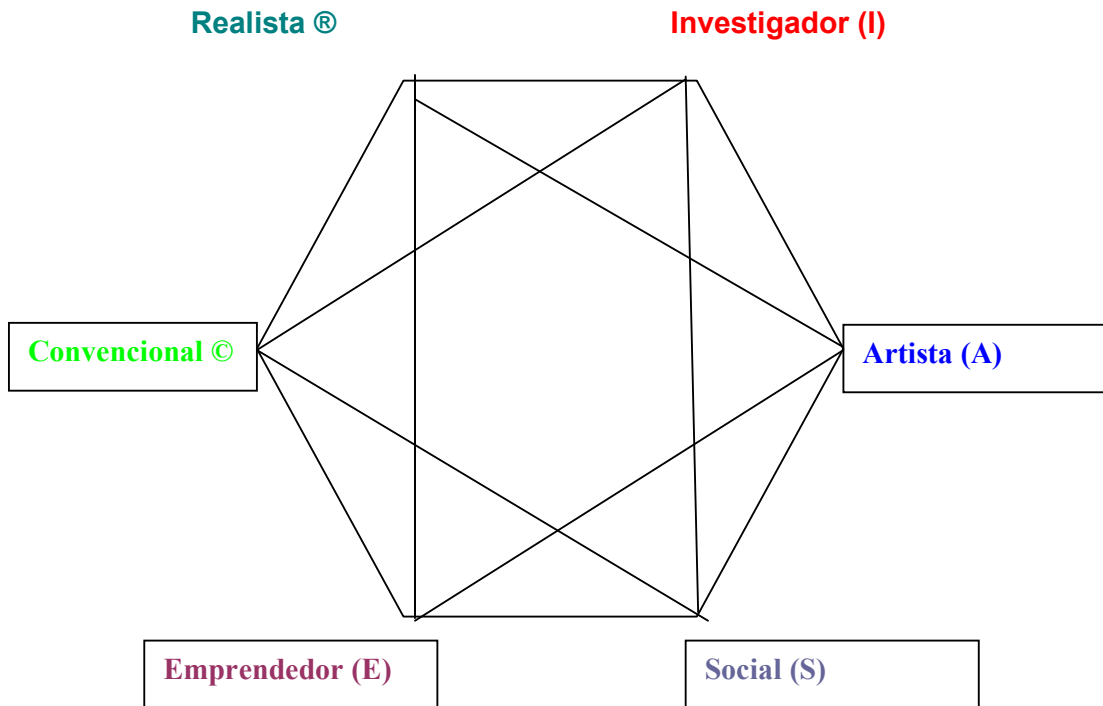 Realista ®
Investigador (I)
Convencional ©
Artista (A)
Emprendedor (E)
Social (S)